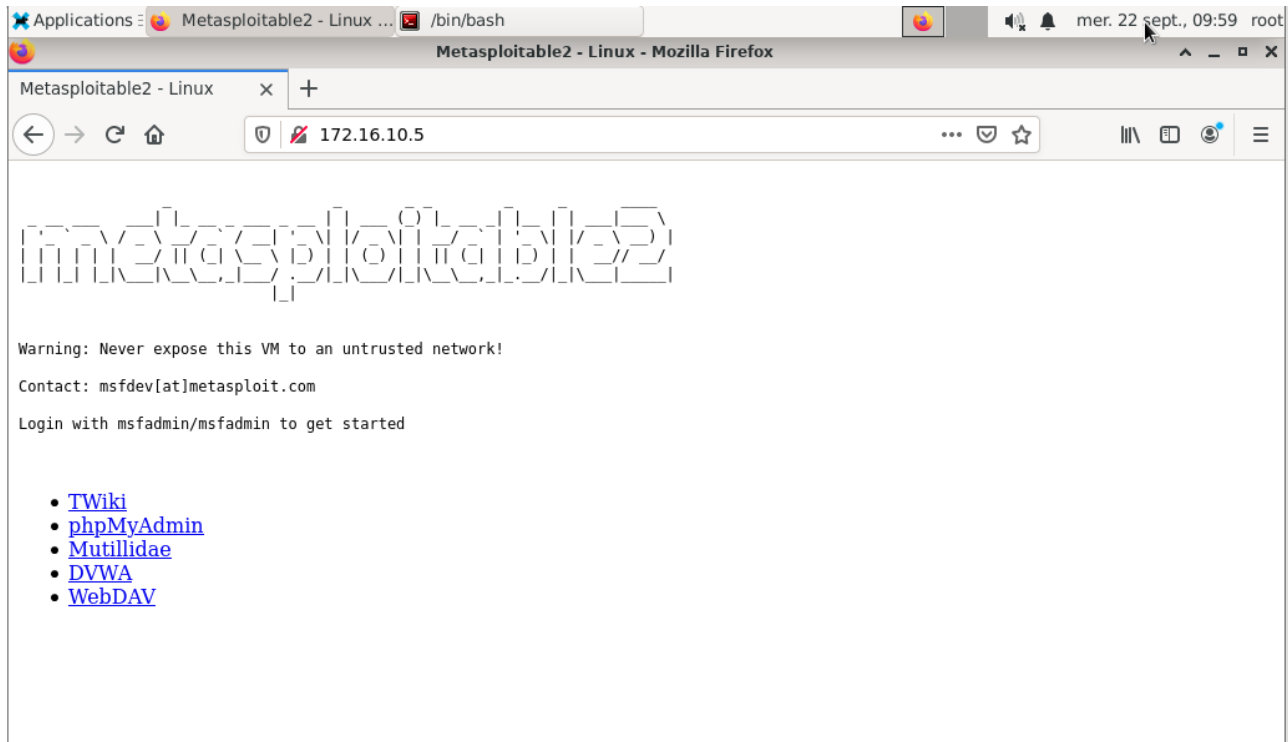 Applications
Metasploitable2 - Linux ...
/bin/bash
mer. 22 sept., 09:59
root
Metasploitable2 - Linux - Mozilla Firefox
Metasploitable2 - Linux
172.16.10.5
metasploitable2
Warning: Never expose this VM to an untrusted network!
Contact: msfdev[at]metasploit.com
Login with msfadmin/msfadmin to get started
TWiki
phpMyAdmin
Mutillidae
DVWA
WebDAV